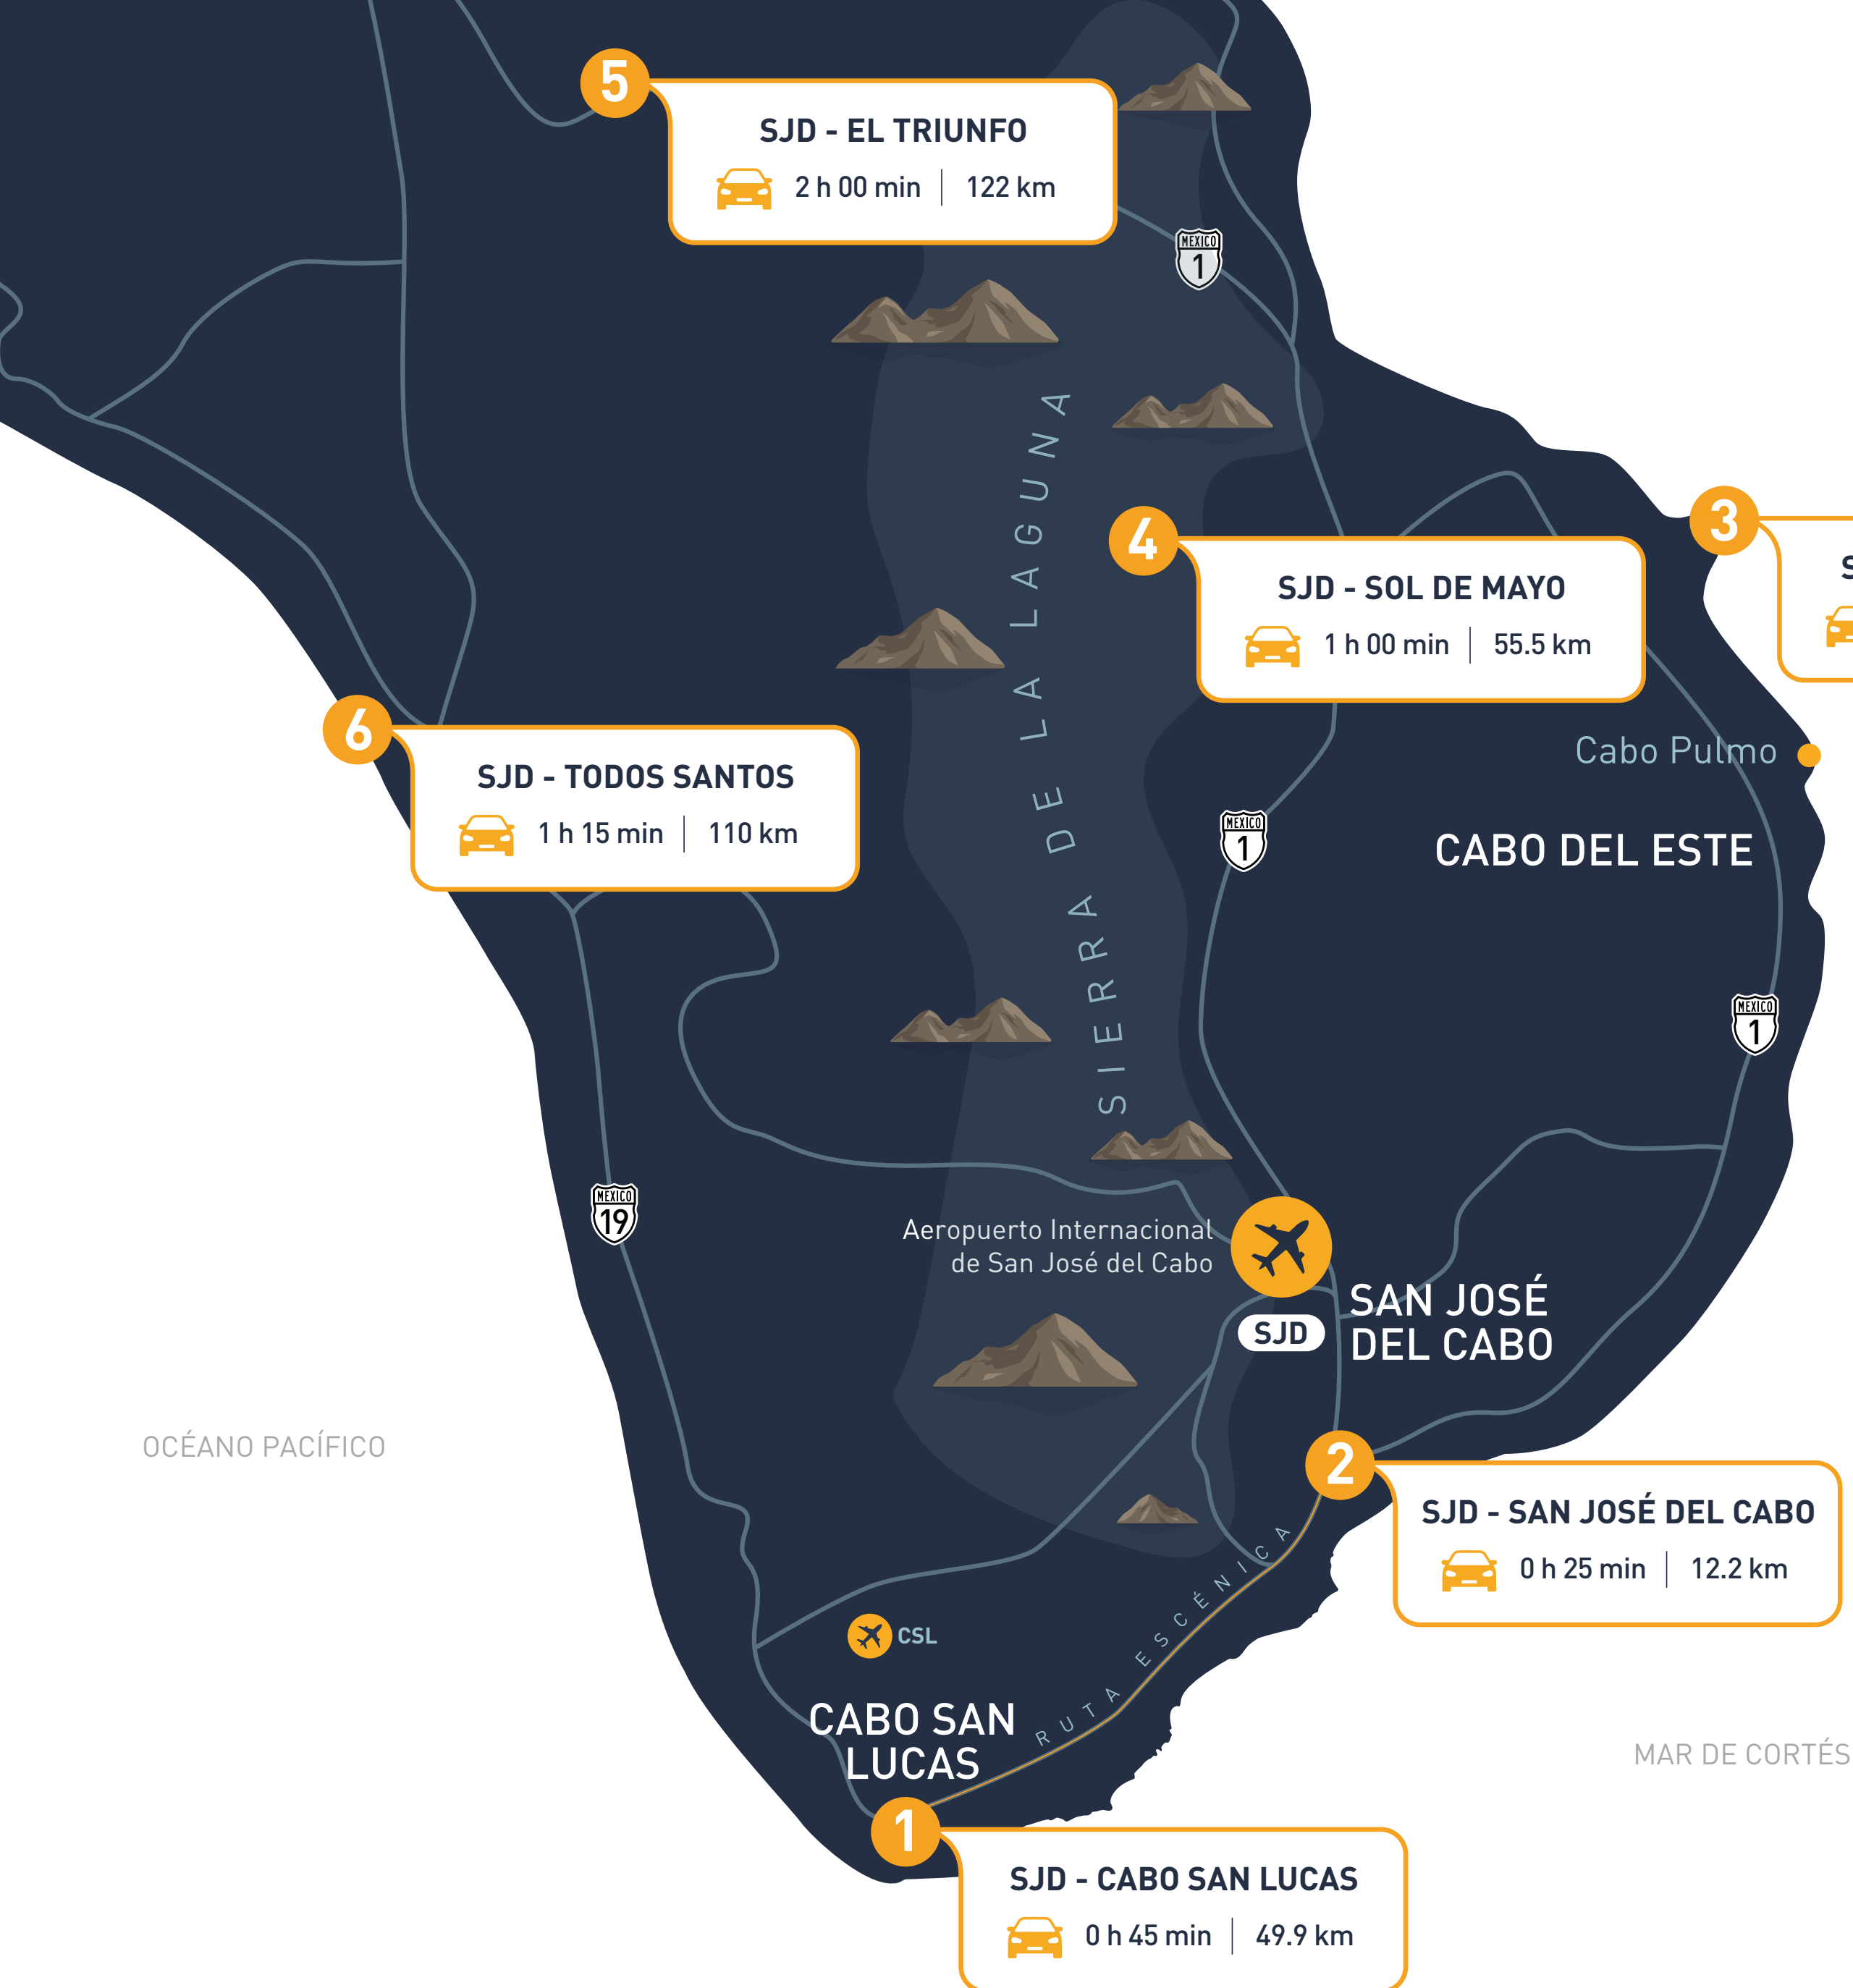 5
SJD - EL TRIUNFO
2 h 00 min | 122 km
MEXICO
1
SIERRA DE LA LAGUNA
3
4
SJD - SOL DE MAYO
1 h 00 min | 55.5 km
6
SJD - TODOS SANTOS
1 h 15 min | 110 km
Cabo Pulmo
MEXICO
1
CABO DEL ESTE
MEXICO
1
MEXICO
19
Aeropuerto Internacional
de San José del Cabo
SJD
SAN JOSÉ
DEL CABO
OCÉANO PACÍFICO
2
SJD - SAN JOSÉ DEL CABO
0 h 25 min | 12.2 km
RUTA ESCÉNICA
CSL
CABO SAN
LUCAS
MAR DE CORTÉS
1
SJD - CABO SAN LUCAS
0 h 45 min | 49.9 km